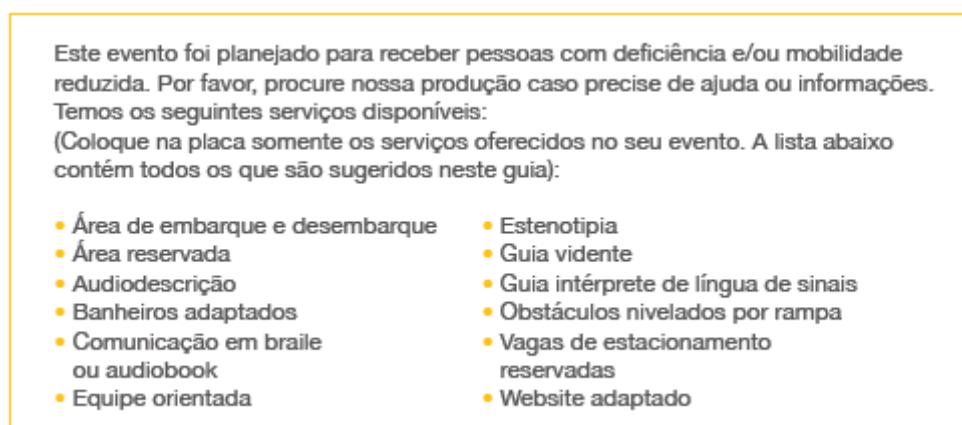 Este evento foi planejado para receber pessoas com deficiência e/ou mobilidade
reduzida. Por favor, procure nossa produção caso precise de ajuda ou informações.
Temos os seguintes serviços disponíveis:
(Coloque na placa somente os serviços oferecidos no seu evento. A lista abaixo
contém todos os que são sugeridos neste guia):
• Área de embarque e desembarque
• Área reservada
• Audiodescrição
• Banheiros adaptados
• Comunicação em braile
ou audiobook
• Equipe orientada
• Estenotipia
• Guia vidente
• Guia intérprete de língua de sinais
• Obstáculos nivelados por rampa
• Vagas de estacionamento
reservadas
• Website adaptado